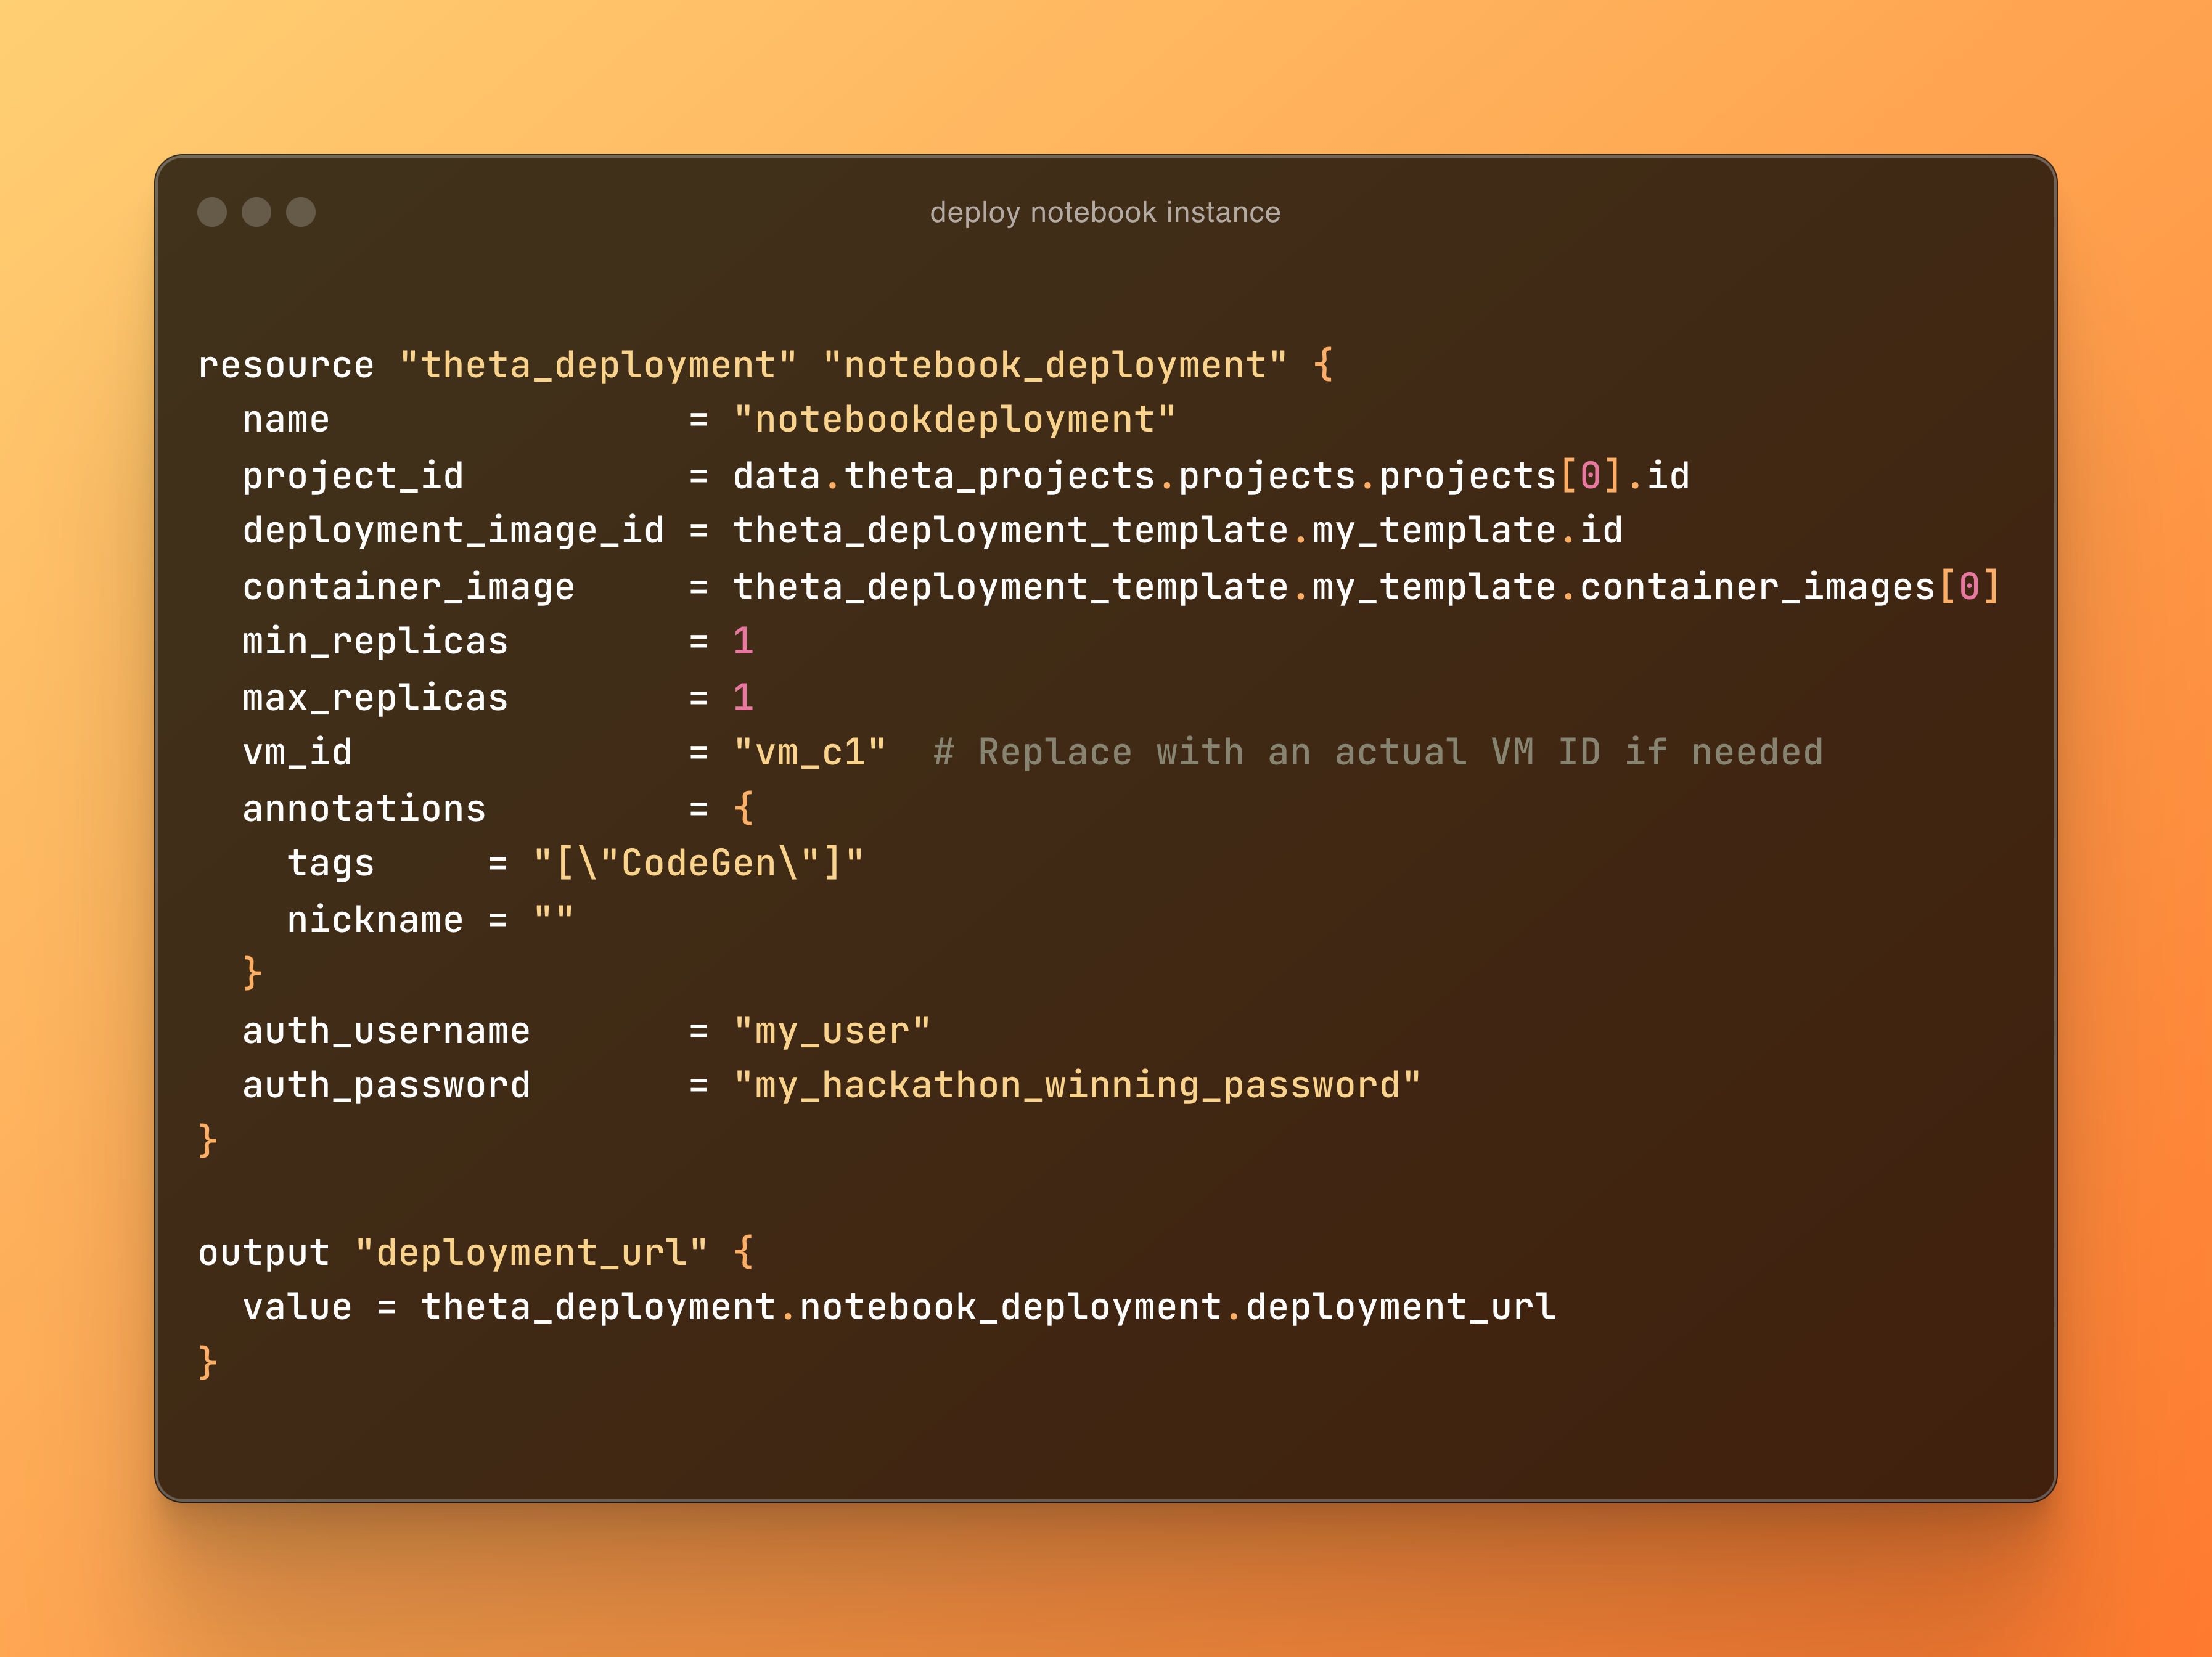 deploy notebook instance
resource "theta_deployment" "notebook_deployment" {
  name                = "notebookdeployment"
  project_id          = data.theta_projects.projects.projects[0].id
  deployment_image_id = theta_deployment_template.my_template.id
  container_image     = theta_deployment_template.my_template.container_images[0]
  min_replicas        = 1
  max_replicas        = 1
  vm_id               = "vm_c1"  # Replace with an actual VM ID if needed
  annotations         = {
    tags     = "[\"CodeGen\"]"
    nickname = ""
  }
  auth_username       = "my_user"
  auth_password       = "my_hackathon_winning_password"
}

output "deployment_url" {
  value = theta_deployment.notebook_deployment.deployment_url
}